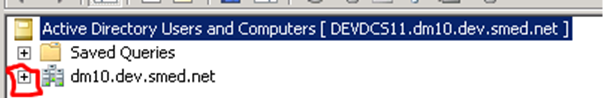 Active Directory Users and Computers [ DEVDCS11.dm10.dev.smed.net ]
Saved Queries
dm10.dev.smed.net